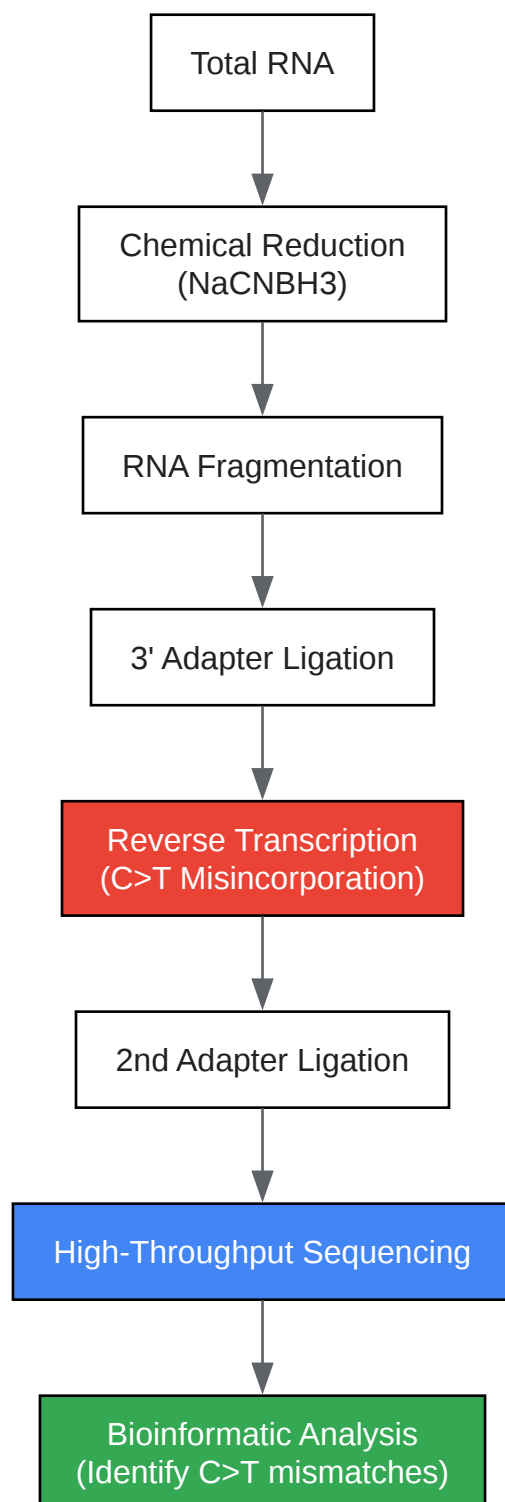 Total RNA
Chemical Reduction
(NaCNBH3)
RNA Fragmentation
3' Adapter Ligation
Reverse Transcription
(C>T Misincorporation)
2nd Adapter Ligation
High-Throughput Sequencing
Bioinformatic Analysis
(Identify C>T mismatches)